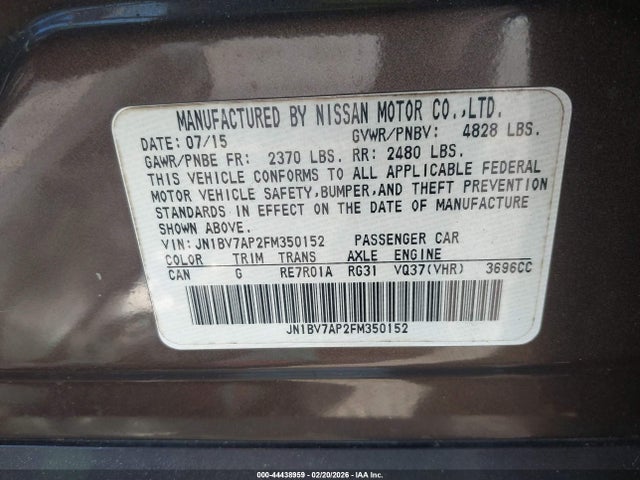 MANUFACTURED BY NISSAN MOTOR CO.,LTD.
DATE: 07/15 GVWR/PNBV: 4828 LBS.
GAWR/PNBE FR: 2370 LBS. RR: 2480 LBS.
THIS VEHICLE CONFORMS TO ALL APPLICABLE FEDERAL
MOTOR VEHICLE SAFETY,BUMPER,AND THEFT PREVENTION
STANDARDS IN EFFECT ON THE DATE OF MANUFACTURE
SHOWN ABOVE.
VIN: JN1BV7AP2FM350152 PASSENGER CAR
COLOR TRIM TRANS AXLE ENGINE
CAN G RE7R01A RG31 VQ37(VHR) 3696CC
JN1BV7AP2FM350152
000-44438959 - 02/20/2026 - IAA Inc.